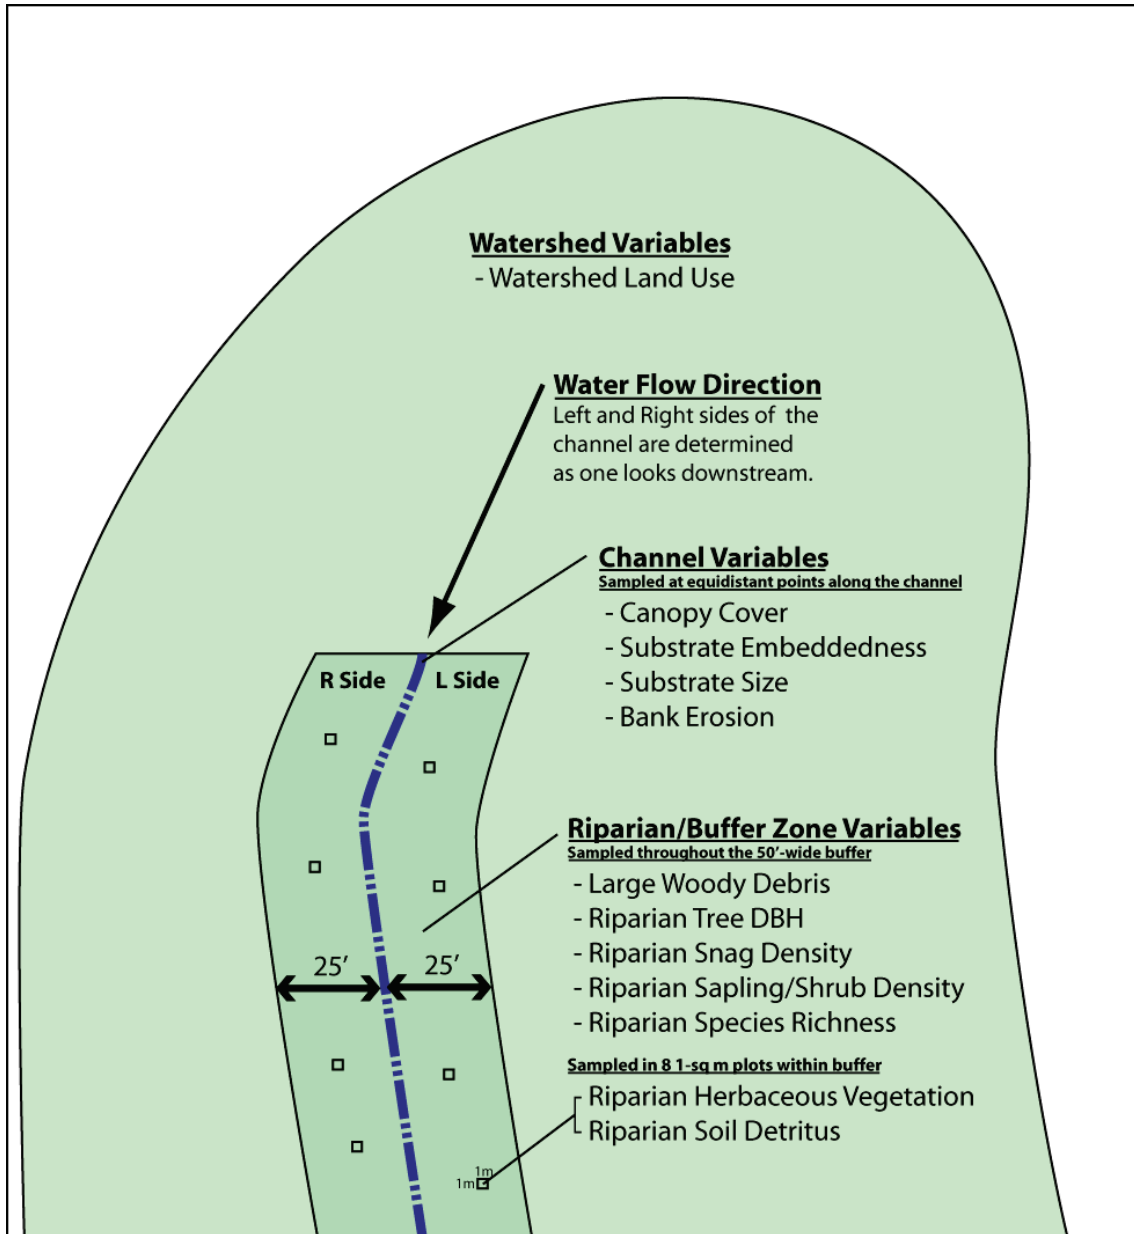 Watershed Variables
- Watershed Land Use
Water Flow Direction
Left and Right sides of the
channel are determined
as one looks downstream.
Channel Variables
Sampled at equidistant points along the channel
- Canopy Cover
- Substrate Embeddedness
- Substrate Size
- Bank Erosion
R Side
L Side
Riparian/Buffer Zone Variables
Sampled throughout the 50’-wide buffer
- Large Woody Debris
- Riparian Tree DBH
- Riparian Snag Density
- Riparian Sapling/Shrub Density
- Riparian Species Richness
25’
25’
Sampled in 8 1-sq m plots within buffer
- Riparian Herbaceous Vegetation
- Riparian Soil Detritus
1m
1m